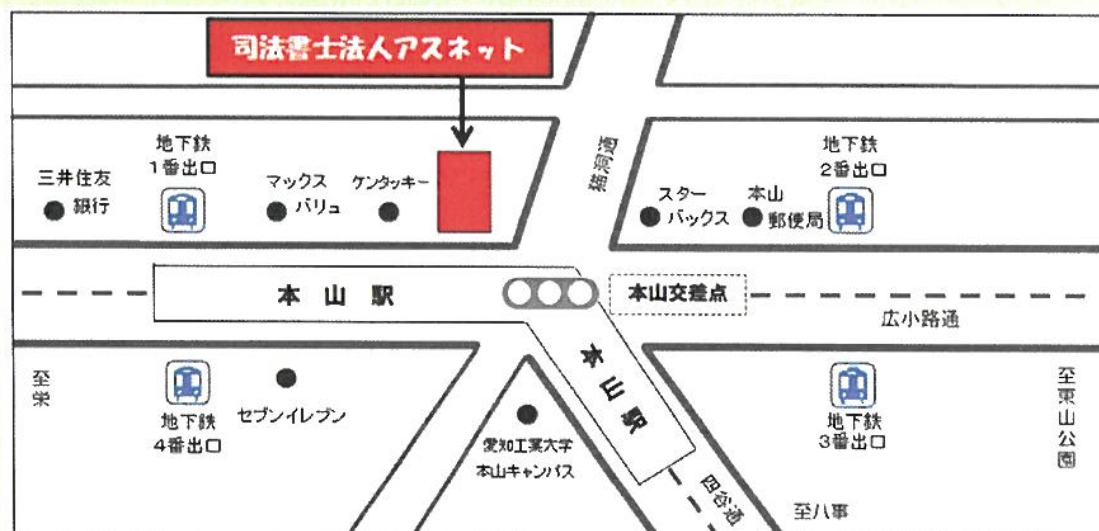 司法書士法人アスネット
地下鉄
1番出口
三井住友
銀行
マックス
バリュ
ケンタッキー
猫洞通
スター
バックス
本山
郵便局
地下鉄
2番出口
本山駅
本山交差点
広小路通
本山駅
至栄
地下鉄
4番出口
セブンイレブン
愛知工業大学
本山キャンパス
四谷通
至八事
地下鉄
3番出口
至東山公園